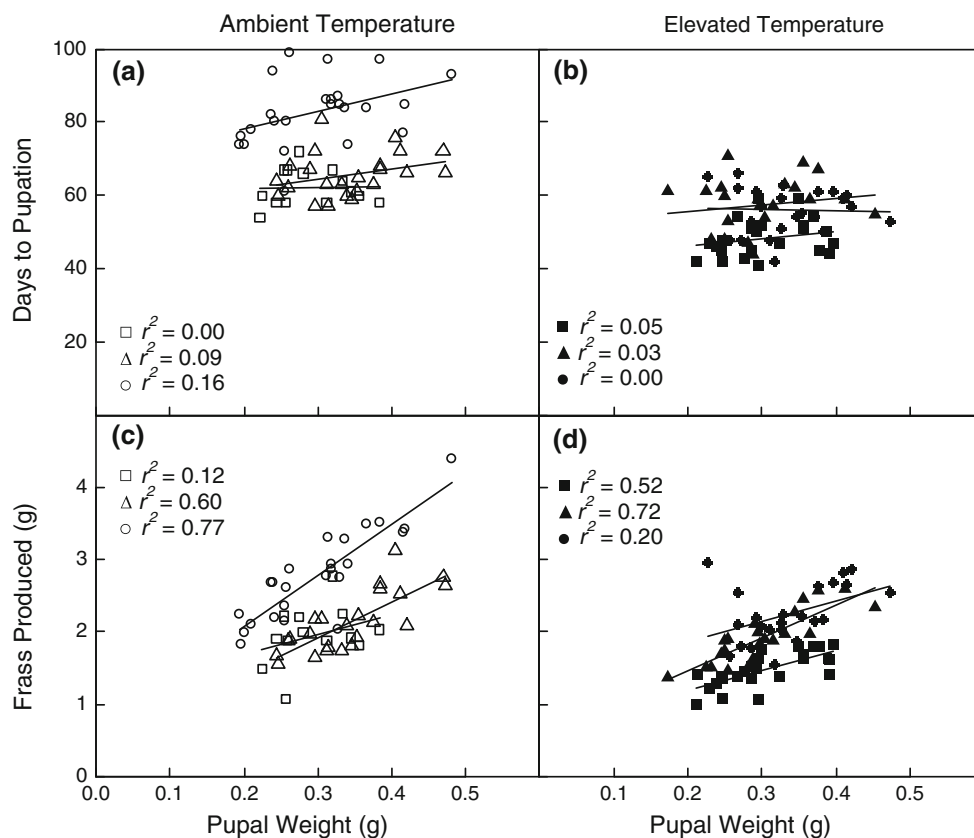 Ambient Temperature
Elevated Temperature
Days to Pupation
100
80
60
40
20
(a)
r² = 0.00
r² = 0.09
r² = 0.16
(b)
r² = 0.05
r² = 0.03
r² = 0.00
Frass Produced (g)
4
3
2
1
0
(c)
r² = 0.12
r² = 0.60
r² = 0.77
(d)
r² = 0.52
r² = 0.72
r² = 0.20
0.0 0.1 0.2 0.3 0.4 0.5
0.1 0.2 0.3 0.4 0.5
Pupal Weight (g)
Pupal Weight (g)